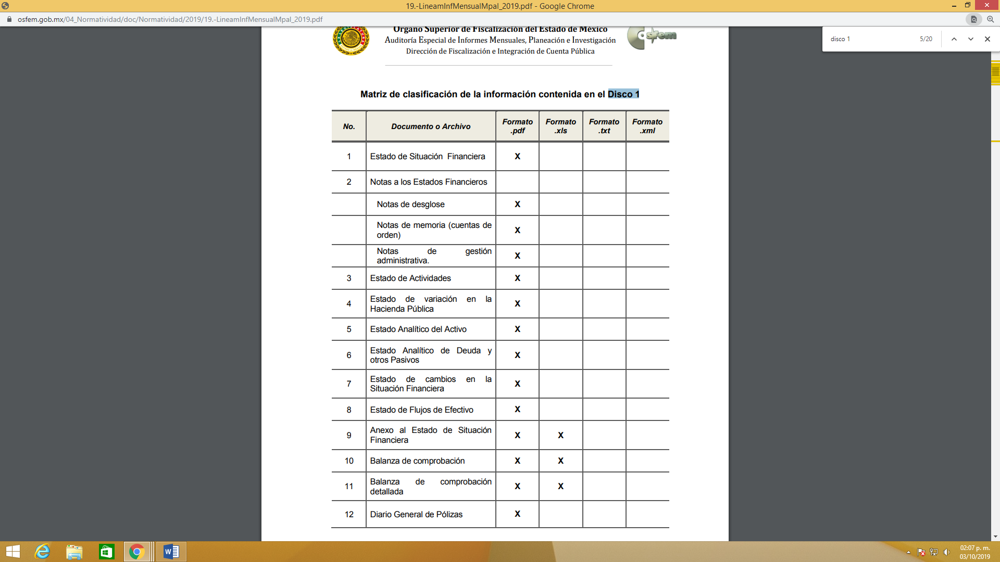 19.-LineamInfMensualMpal_2019.pdf - Google Chrome
osfem.gob.mx/04_Normatividad/doc/Normatividad/2019/19.-LineamInfMensualMpal_2019.pdf
disco 1 5/20
Órgano Superior de Fiscalización del Estado de México
Auditoría Especial de Informes Mensuales, Planeación e Investigación
Dirección de Fiscalización e Integración de Cuenta Pública
osfem
Matriz de clasificación de la información contenida en el Disco 1
No. Documento o Archivo Formato .pdf Formato .xls Formato .txt Formato .xml
1 Estado de Situación Financiera X
2 Notas a los Estados Financieros
Notas de desglose X
Notas de memoria (cuentas de
orden) X
Notas de gestión
administrativa. X
3 Estado de Actividades X
4 Estado de variación en la
Hacienda Pública X
5 Estado Analítico del Activo X
6 Estado Analítico de Deuda y
otros Pasivos X
7 Estado de cambios en la
Situación Financiera X
8 Estado de Flujos de Efectivo X
9 Anexo al Estado de Situación
Financiera X X
10 Balanza de comprobación X X
11 Balanza de comprobación
detallada X X
12 Diario General de Pólizas X
02:07 p. m.
03/10/2019